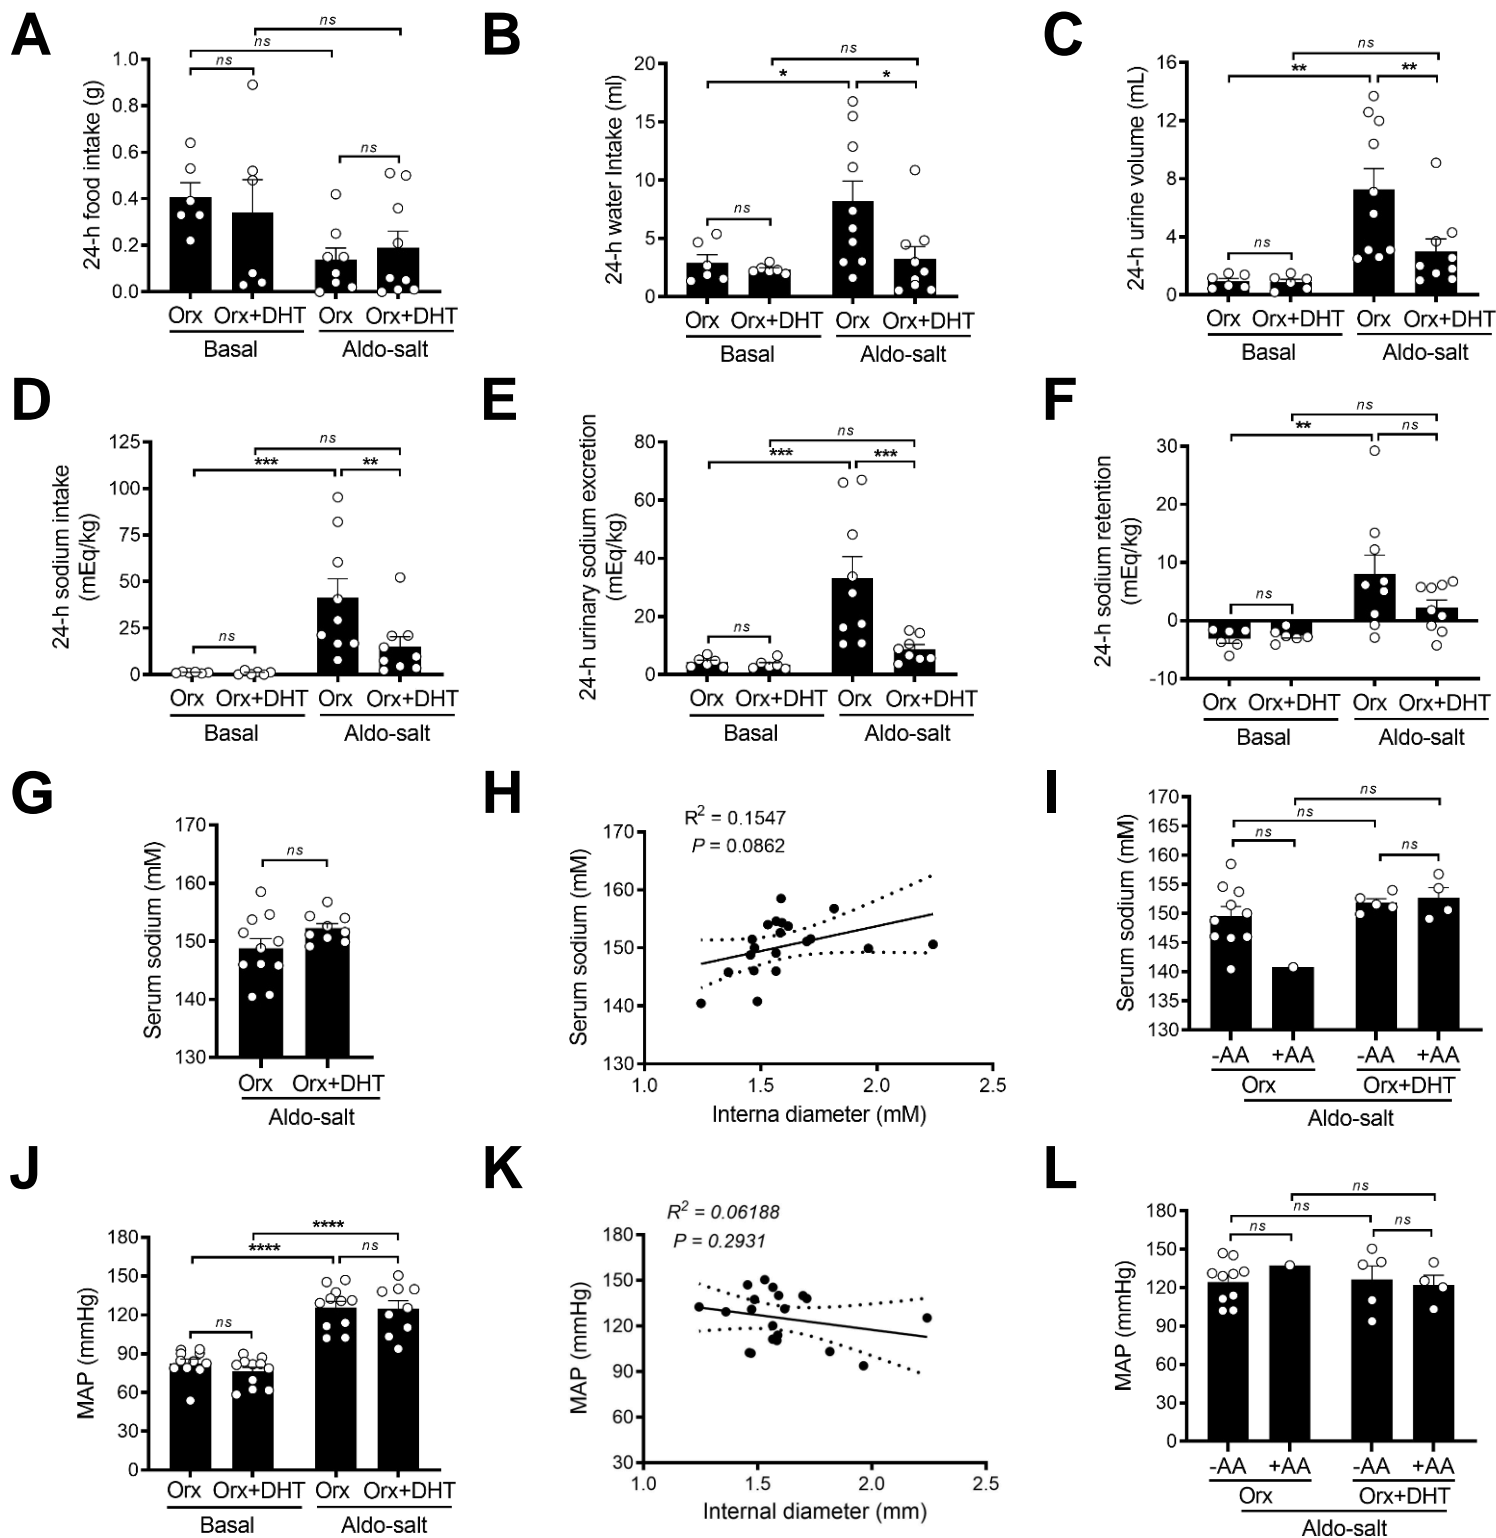 A
ns
ns
ns
ns
24-h food intake (g)
1.0
0.8
0.6
0.4
0.2
0.0
Orx Orx+DHT Orx Orx+DHT
Basal Aldo-salt
B
ns
* *
ns
24-h water Intake (ml)
20
15
10
5
0
Orx Orx+DHT Orx Orx+DHT
Basal Aldo-salt
C
ns
** **
ns
24-h urine volume (mL)
16
12
8
4
0
Orx Orx+DHT Orx Orx+DHT
Basal Aldo-salt
D
ns
*** **
ns
24-h sodium intake
(mEq/kg)
125
100
75
50
25
0
Orx Orx+DHT Orx Orx+DHT
Basal Aldo-salt
E
ns
*** ***
ns
24-h urinary sodium excretion
(mEq/kg)
80
60
40
20
0
Orx Orx+DHT Orx Orx+DHT
Basal Aldo-salt
F
ns
** ns
ns
24-h sodium retention
(mEq/kg)
30
20
10
0
-10
Orx Orx+DHT Orx Orx+DHT
Basal Aldo-salt
G
ns
Serum sodium (mM)
170
160
150
140
130
Orx Orx+DHT
Aldo-salt
H
R² = 0.1547
P = 0.0862
Serum sodium (mM)
170
160
150
140
130
1.0 1.5 2.0 2.5
Interna diameter (mM)
I
ns
ns
ns
ns
Serum sodium (mM)
170
165
160
155
150
145
140
135
130
-AA +AA -AA +AA
Orx Orx+DHT
Aldo-salt
J
****
**** ns
ns
MAP (mmHg)
180
150
120
90
60
30
0
Orx Orx+DHT Orx Orx+DHT
Basal Aldo-salt
K
R² = 0.06188
P = 0.2931
MAP (mmHg)
180
150
120
90
60
30
1.0 1.5 2.0 2.5
Internal diameter (mm)
L
ns
ns
ns ns
MAP (mmHg)
180
150
120
90
60
30
0
-AA +AA -AA +AA
Orx Orx+DHT
Aldo-salt